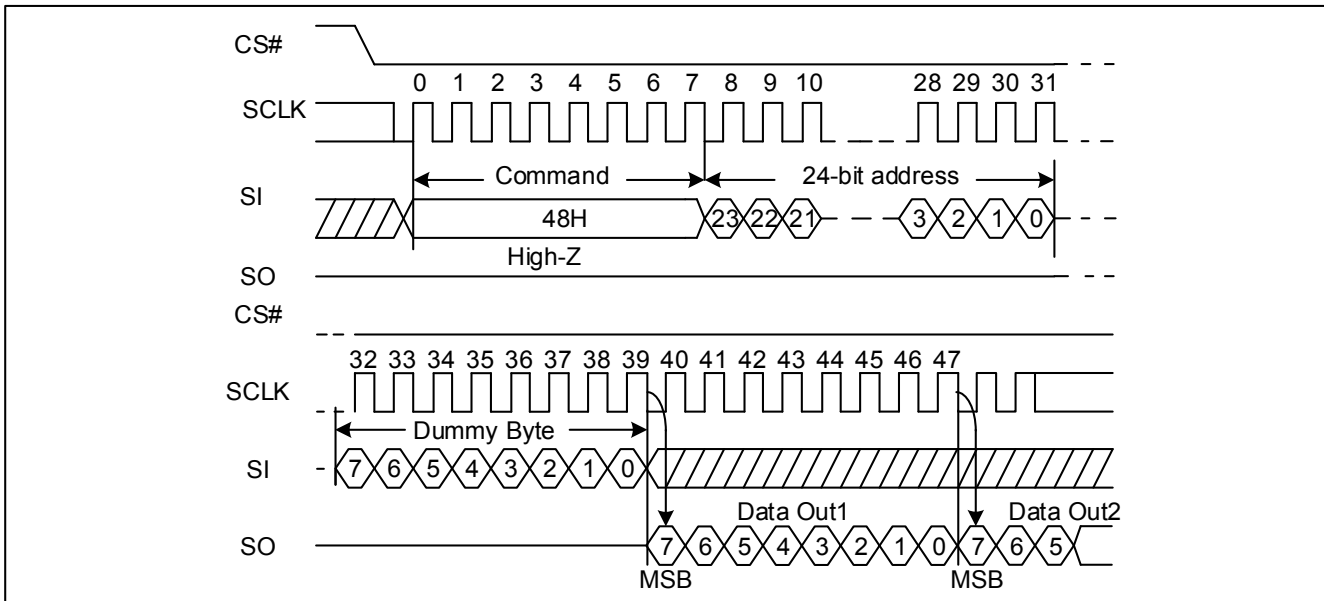 CS#
0 1 2 3 4 5 6 7 8 9 10 28 29 30 31
SCLK
Command 24-bit address
SI
48H 23 22 21 3 2 1 0
High-Z
SO
CS#
32 33 34 35 36 37 38 39 40 41 42 43 44 45 46 47
SCLK
Dummy Byte
SI 7 6 5 4 3 2 1 0
Data Out1 Data Out2
SO 7 6 5 4 3 2 1 0 7 6 5
MSB MSB